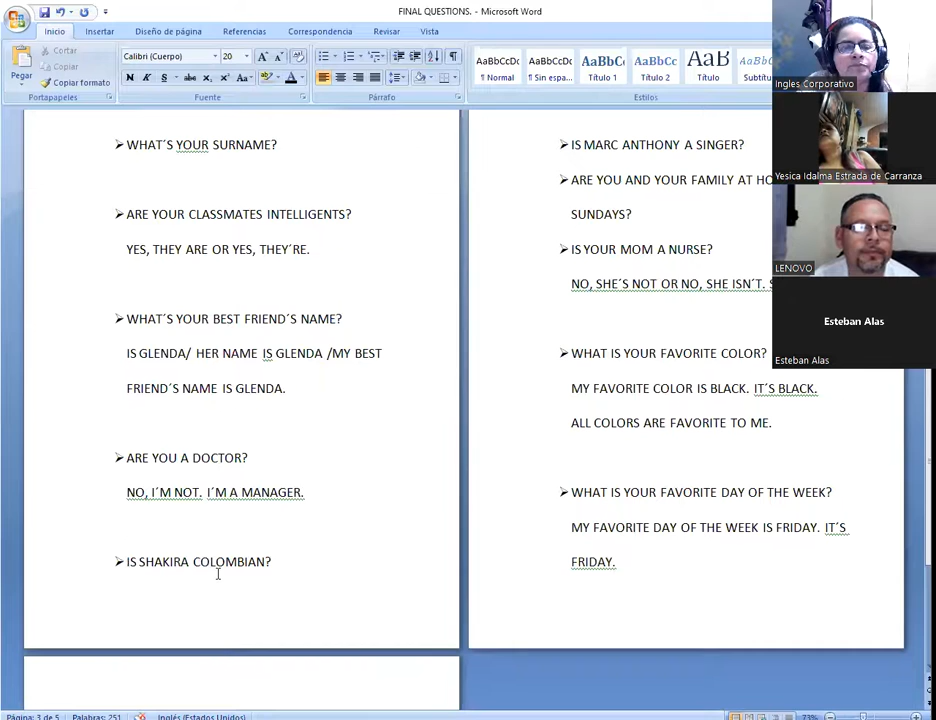 FINAL QUESTIONS. - Microsoft Word
Inicio
Insertar
Diseño de página
Referencias
Correspondencia
Revisar
Vista
Pegar
Cortar
Copiar
Copiar formato
Portapapeles
Calibri (Cuerpo)
20
N K S abe x₂ x² Aa
Fuente
Párrafo
AaBbCcDc
¶ Normal
AaBbCcDc
¶ Sin espa...
AaBbC
Título 1
AaBbCc
Título 2
AaB
Título
AaBbCc
Subtítu
Estilos
WHAT´S YOUR SURNAME?
ARE YOUR CLASSMATES INTELLIGENTS?
YES, THEY ARE OR YES, THEY´RE.
WHAT´S YOUR BEST FRIEND´S NAME?
IS GLENDA/ HER NAME IS GLENDA /MY BEST
FRIEND´S NAME IS GLENDA.
ARE YOU A DOCTOR?
NO, I´M NOT. I´M A MANAGER.
IS SHAKIRA COLOMBIAN?
IS MARC ANTHONY A SINGER?
ARE YOU AND YOUR FAMILY AT HO
SUNDAYS?
IS YOUR MOM A NURSE?
NO, SHE´S NOT OR NO, SHE ISN´T. S
WHAT IS YOUR FAVORITE COLOR?
MY FAVORITE COLOR IS BLACK. IT´S BLACK.
ALL COLORS ARE FAVORITE TO ME.
WHAT IS YOUR FAVORITE DAY OF THE WEEK?
MY FAVORITE DAY OF THE WEEK IS FRIDAY. IT´S
FRIDAY.
Ingles Corporativo
Yesica Idalma Estrada de Carranza
LENOVO
Esteban Alas
Esteban Alas
Página: 3 de 5
Palabras: 251
Inglés (Estados Unidos)
73%